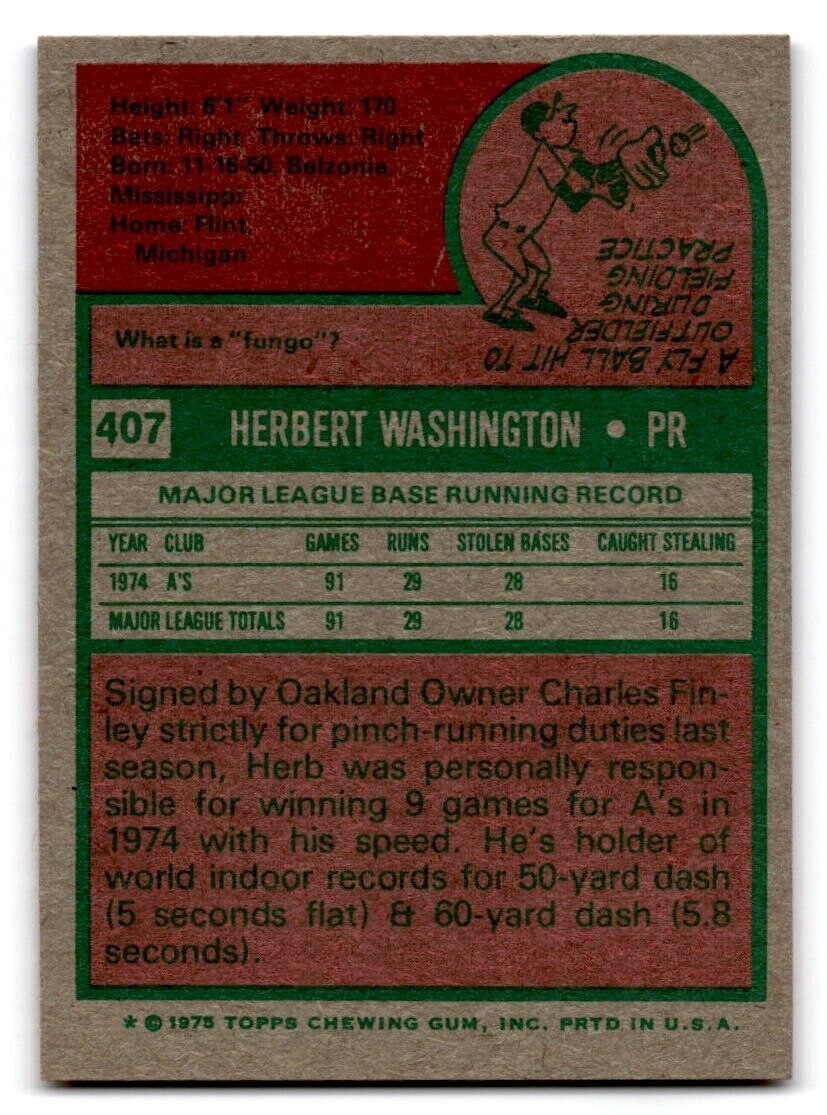 Height: 6'1" Weight: 170
Bats: Right Throws: Right
Born: 11-16-50, Belzonia,
Mississippi
Home: Flint,
Michigan
What is a "fungo"?
A FLY BALL HIT TO
OUTFIELDER
DURING
FIELDING
PRACTICE
407 HERBERT WASHINGTON • PR
MAJOR LEAGUE BASE RUNNING RECORD
YEAR CLUB GAMES RUNS STOLEN BASES CAUGHT STEALING
1974 A'S 91 29 28 16
MAJOR LEAGUE TOTALS 91 29 28 16
Signed by Oakland Owner Charles Fin-
ley strictly for pinch-running duties last
season, Herb was personally respon-
sible for winning 9 games for A's in
1974 with his speed. He's holder of
world indoor records for 50-yard dash
(5 seconds flat) & 60-yard dash (5.8
seconds).
* © 1975 TOPPS CHEWING GUM, INC. PRTD IN U.S.A.